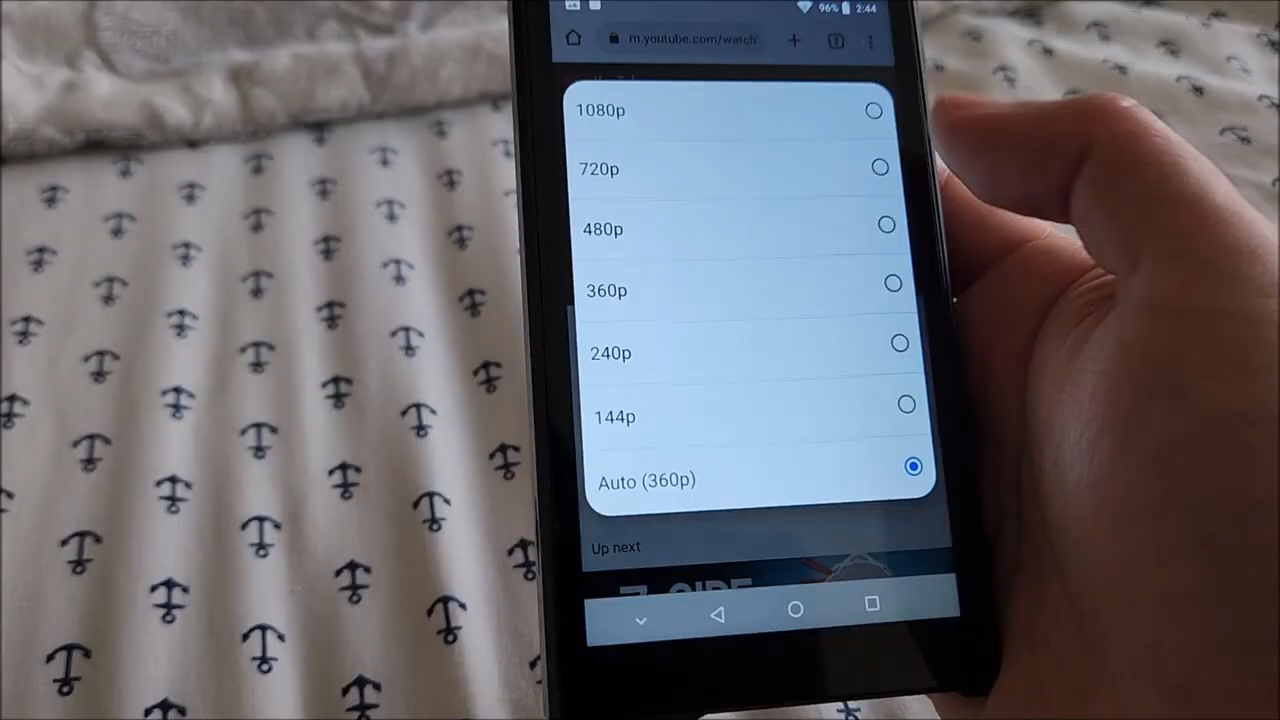 96% 2:44
m.youtube.com/watch
1080p
720p
480p
360p
240p
144p
Auto (360p)
Up next